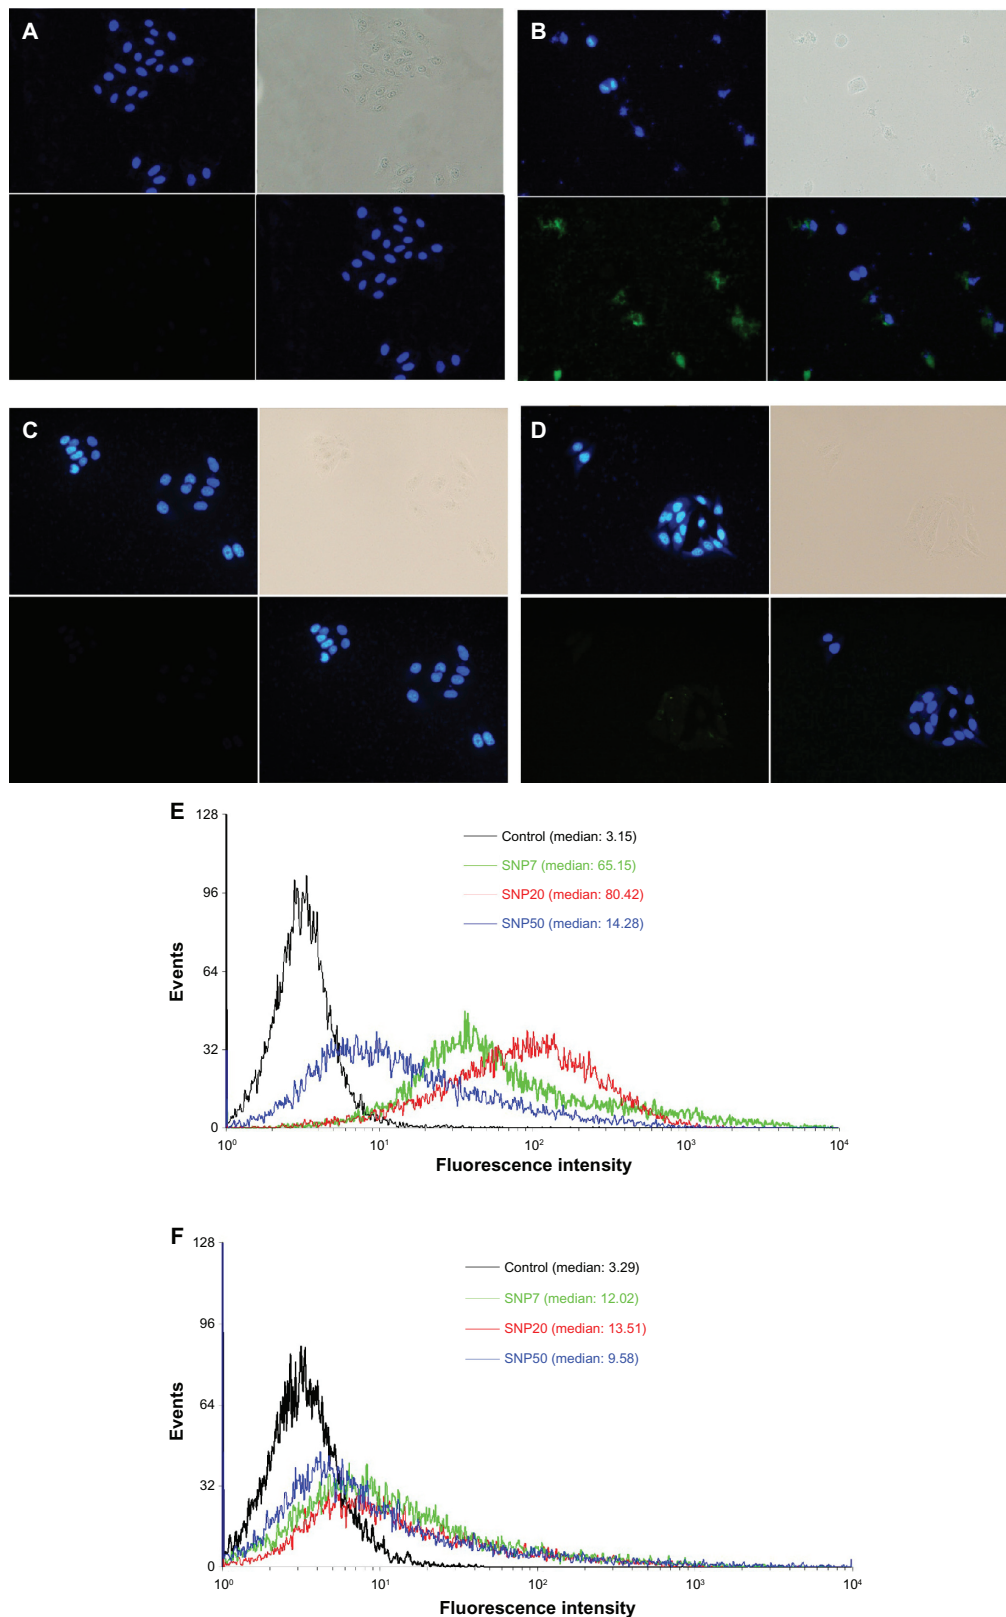 A
B
C
D
E
128
96
64
32
0
Events
Control (median: 3.15)
SNP7 (median: 65.15)
SNP20 (median: 80.42)
SNP50 (median: 14.28)
10⁰ 10¹ 10² 10³ 10⁴
Fluorescence intensity
F
128
96
64
32
0
Events
Control (median: 3.29)
SNP7 (median: 12.02)
SNP20 (median: 13.51)
SNP50 (median: 9.58)
10⁰ 10¹ 10² 10³ 10⁴
Fluorescence intensity